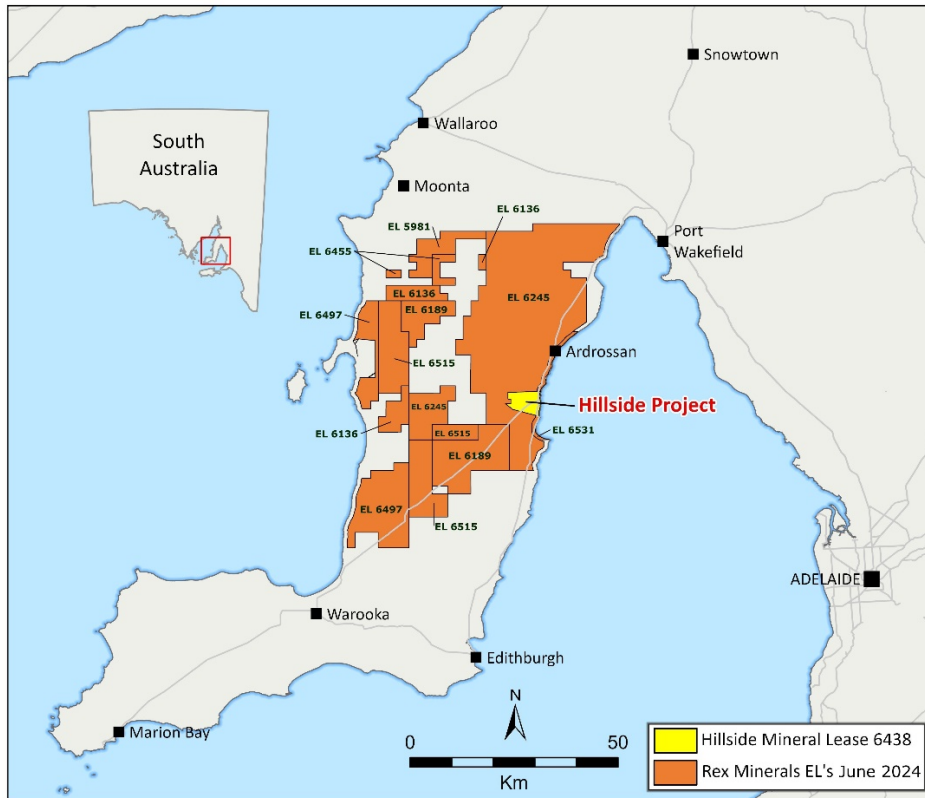 Snowtown
Wallaroo
South
Australia
Moonta
EL 6136
EL 5981
Port
Wakefield
EL 6455
EL 6245
EL 6136
EL 6497
EL 6189
Ardrossan
EL 6515
Hillside Project
EL 6245
EL 6136
EL 6515
EL 6531
EL 6189
EL 6497
EL 6515
ADELAIDE
Warooka
Edithburgh
N
Marion Bay
0
50
Km
Hillside Mineral Lease 6438
Rex Minerals EL's June 2024